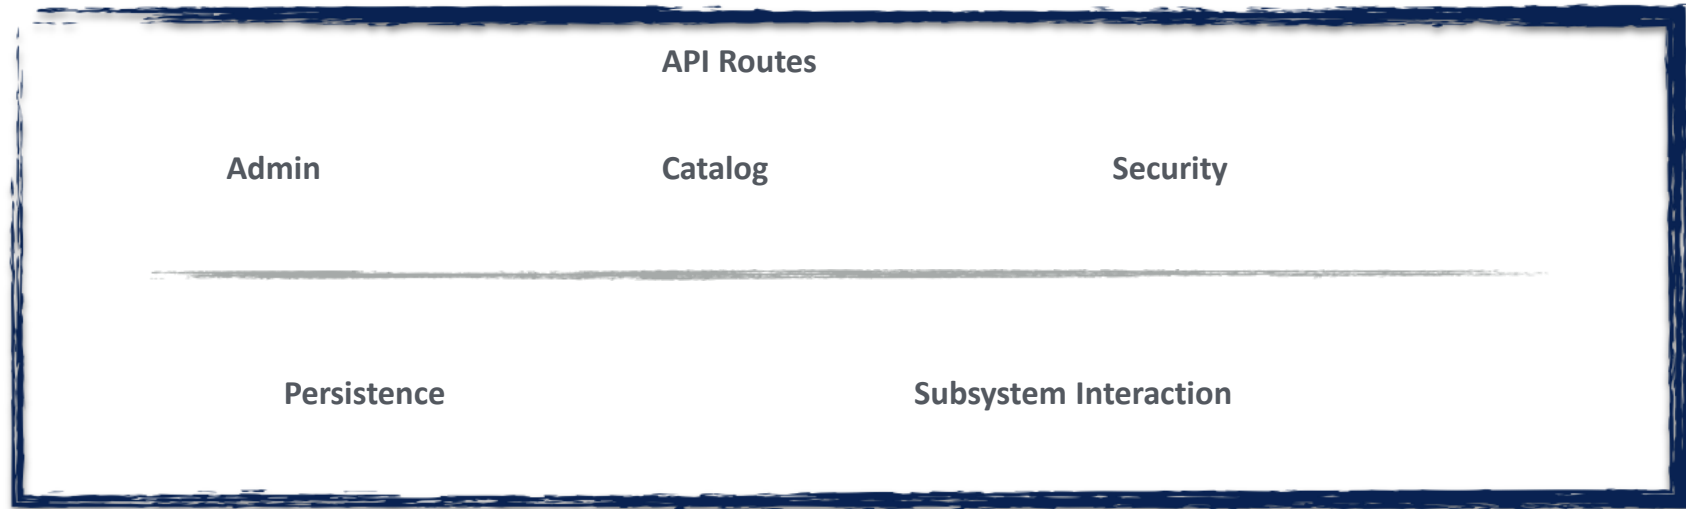 API Routes
Admin Catalog Security
Persistence Subsystem Interaction